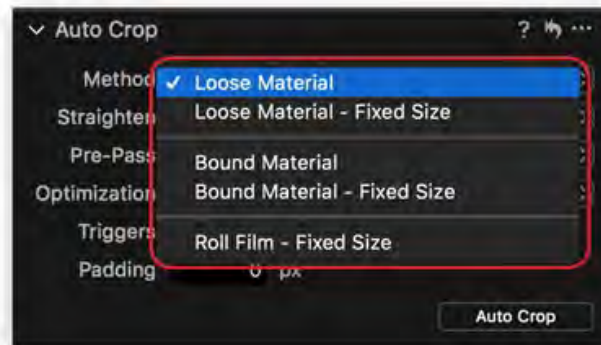 Auto Crop ? ...
Method ✓ Loose Material
Straighten Loose Material - Fixed Size
Pre-Pass Bound Material
Optimization Bound Material - Fixed Size
Triggers Roll Film - Fixed Size
Padding 0 px
Auto Crop